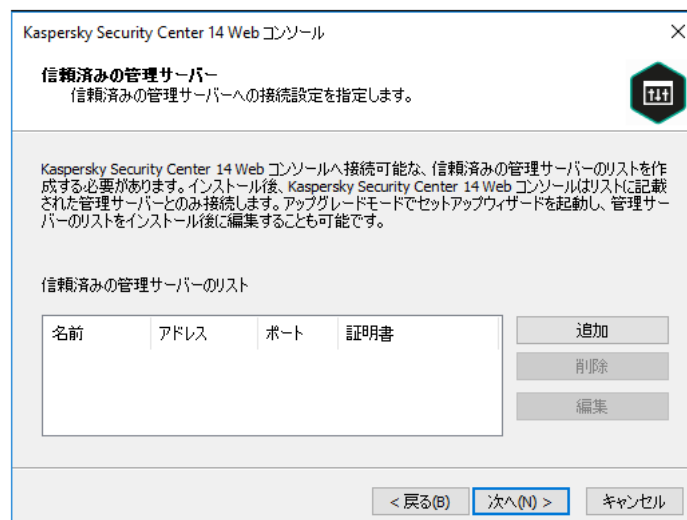 Kaspersky Security Center 14 Web コンソール
信頼済みの管理サーバー
信頼済みの管理サーバーへの接続設定を指定します。
Kaspersky Security Center 14 Web コンソールへ接続可能な、信頼済みの管理サーバーのリストを作
成する必要があります。インストール後、Kaspersky Security Center 14 Web コンソールはリストに記載
された管理サーバーとのみ接続します。アップグレードモードでセットアップウィザードを起動し、管理サー
バーのリストをインストール後に編集することも可能です。
信頼済みの管理サーバーのリスト
名前 アドレス ポート 証明書
追加
削除
編集
< 戻る(B) 次へ(N) > キャンセル